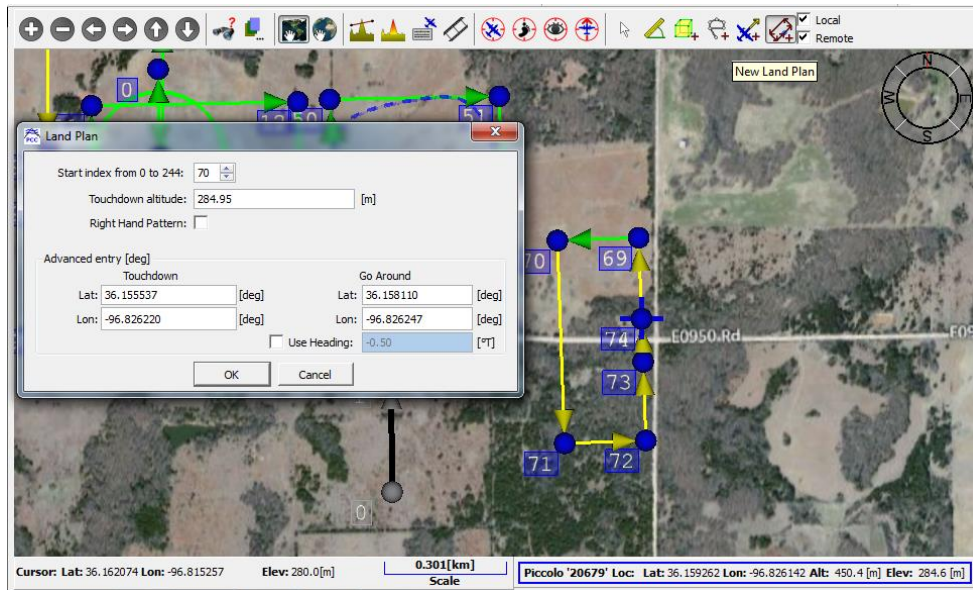 Local
Remote
New Land Plan
N
W
E
S
0
12
50
51
Land Plan
PCC
Start index from 0 to 244: 70
Touchdown altitude: 284.95 [m]
Right Hand Pattern:
Advanced entry [deg]
Touchdown Go Around
Lat: 36.155537 [deg] Lat: 36.158110 [deg]
Lon: -96.826220 [deg] Lon: -96.826247 [deg]
Use Heading: -0.50 [°T]
OK Cancel
70
69
74
E0950.Rd
73
71
72
0
Cursor: Lat: 36.162074 Lon: -96.815257 Elev: 280.0[m]
0.301[km]
Scale
Piccolo '20679' Loc: Lat: 36.159262 Lon: -96.826142 Alt: 450.4 [m] Elev: 284.6 [m]